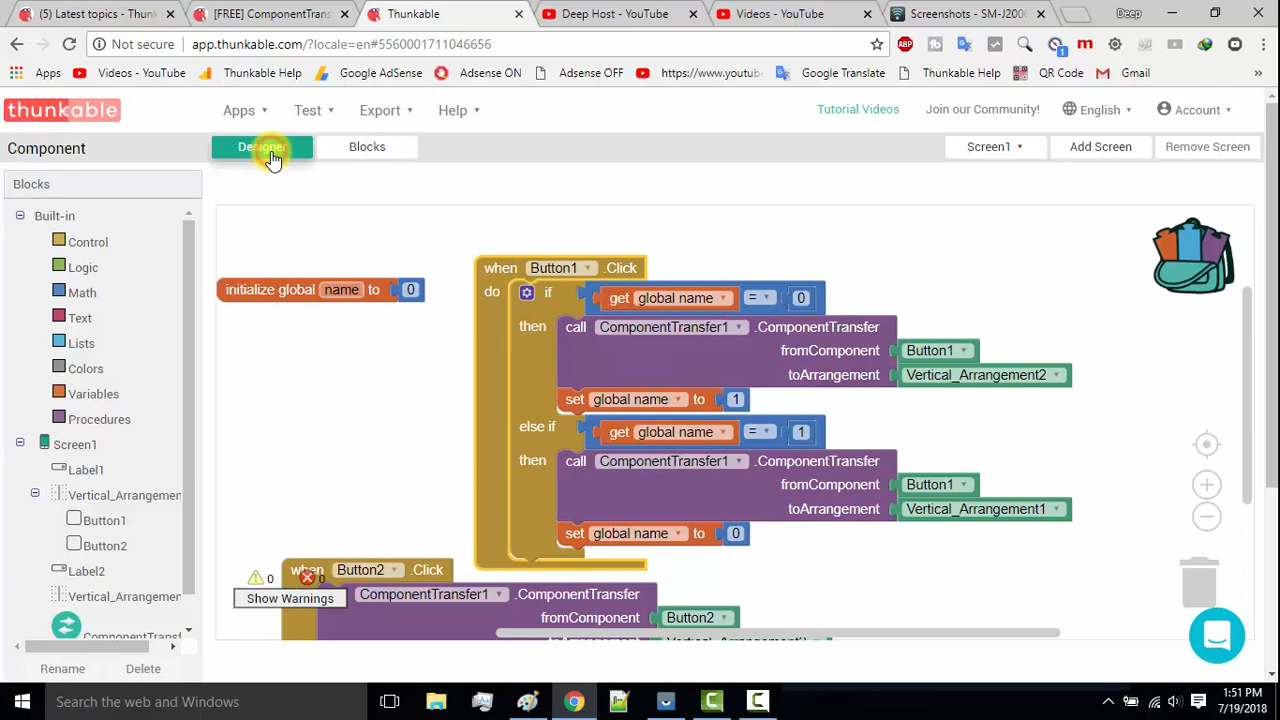 (5) Latest topics - Thunk
[FREE] ComponentTrans
Thunkable
Deep Host - YouTube
Videos - YouTube
Screenshots - SM-J200
Deep
Not secure
app.thunkable.com/?locale=en#5560001711046656
Apps
Videos - YouTube
Thunkable Help
Google AdSense
Adsense ON
Adsense OFF
https://www.youtub
Google Translate
Thunkable Help
QR Code
Gmail
»
thunkable
Apps
Test
Export
Help
Tutorial Videos
Join our Community!
English
Account
Component
Designer
Blocks
Screen1
Add Screen
Remove Screen
Blocks
Built-in
Control
Logic
Math
Text
Lists
Colors
Variables
Procedures
Screen1
Label1
Vertical_Arrangemen
Button1
Button2
Label2
Vertical_Arrangemen
ComponentTransf
Rename
Delete
initialize global name to 0
when Button1 .Click
do if get global name = 0
then call ComponentTransfer1 .ComponentTransfer
fromComponent Button1
toArrangement Vertical_Arrangement2
set global name to 1
else if get global name = 1
then call ComponentTransfer1 .ComponentTransfer
fromComponent Button1
toArrangement Vertical_Arrangement1
set global name to 0
when Button2 .Click
ComponentTransfer1 .ComponentTransfer
fromComponent Button2
0 0
Show Warnings
Search the web and Windows
1:51 PM
7/19/2018